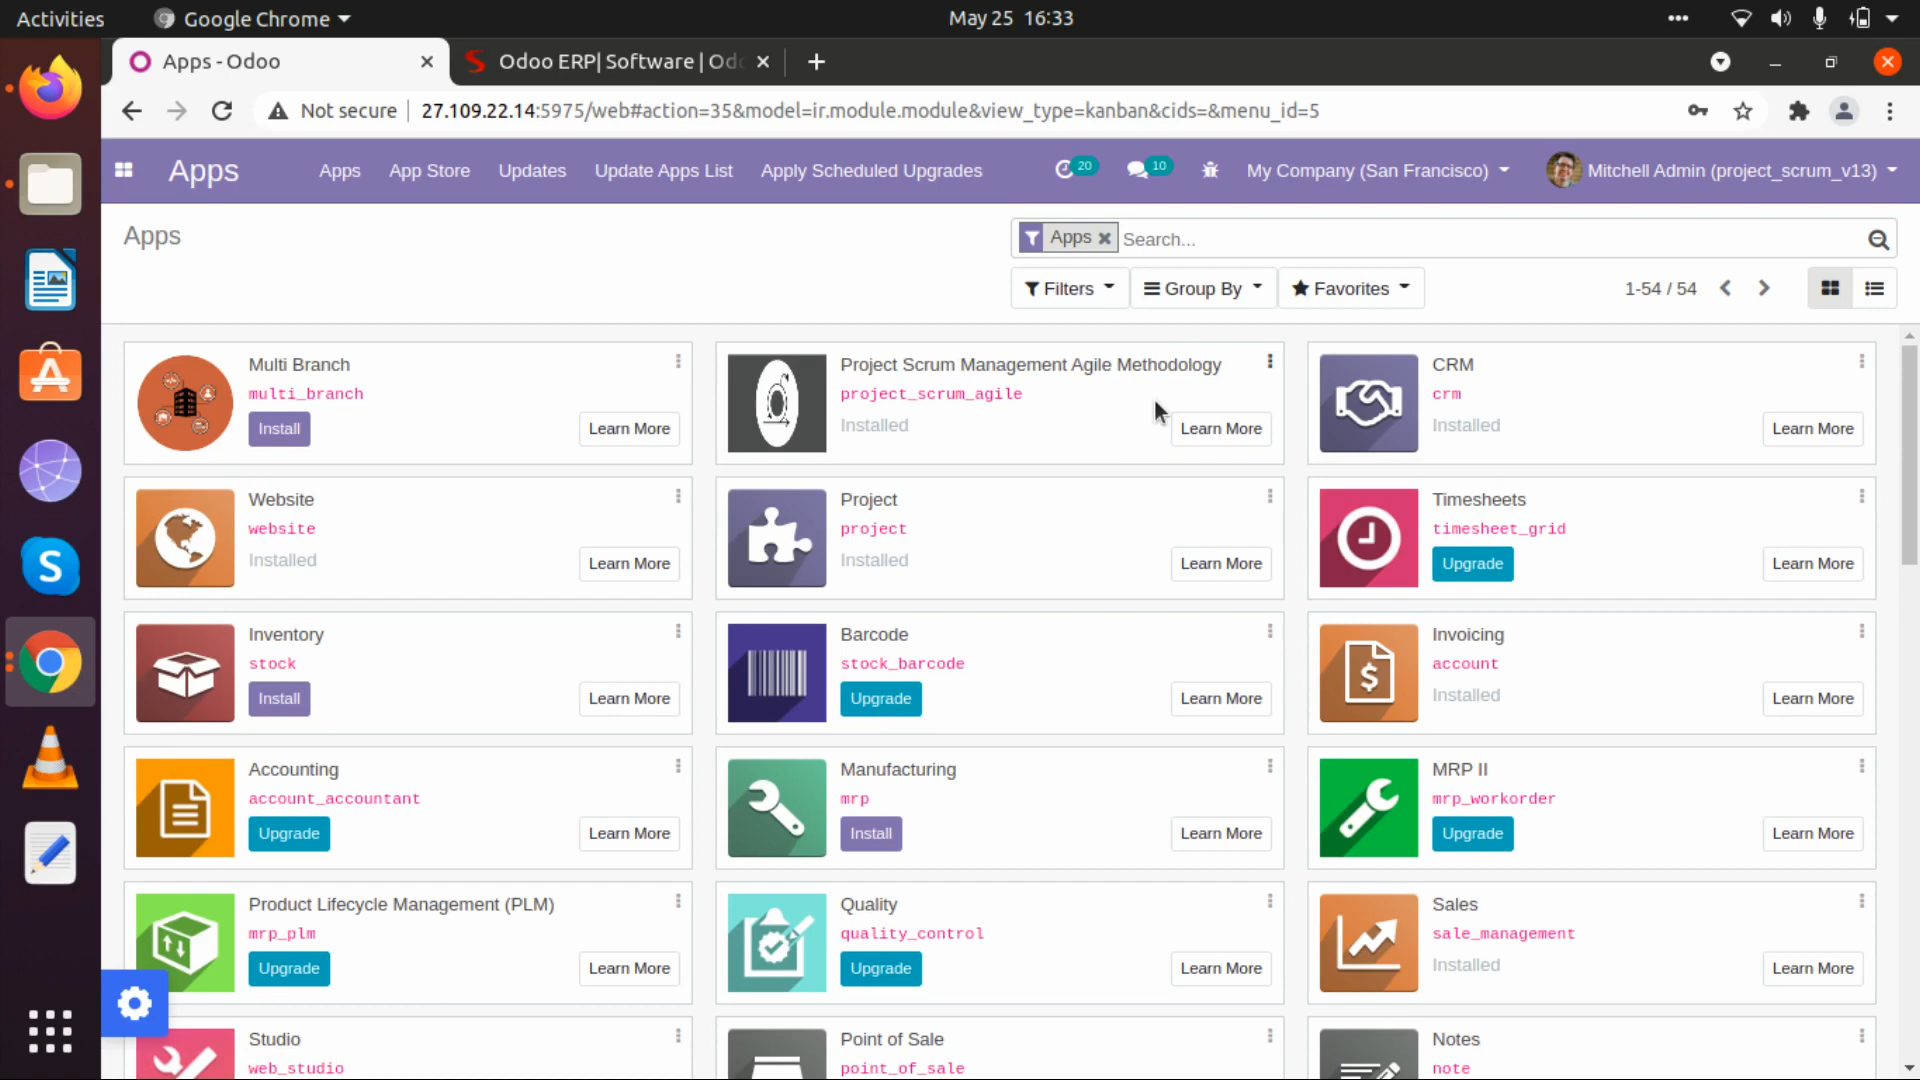 Activities
Google Chrome
May 25 16:33
Apps - Odoo
Odoo ERP| Software | Od
Not secure
27.109.22.14:5975/web#action=35&model=ir.module.module&view_type=kanban&cids=&menu_id=5
Apps
Apps
App Store
Updates
Update Apps List
Apply Scheduled Upgrades
20
10
My Company (San Francisco)
Mitchell Admin (project_scrum_v13)
Apps
Apps
Search...
Filters
Group By
Favorites
1-54 / 54
Multi Branch
multi_branch
Install
Learn More
Project Scrum Management Agile Methodology
project_scrum_agile
Installed
Learn More
CRM
crm
Installed
Learn More
Website
website
Installed
Learn More
Project
project
Installed
Learn More
Timesheets
timesheet_grid
Upgrade
Learn More
Inventory
stock
Install
Learn More
Barcode
stock_barcode
Upgrade
Learn More
Invoicing
account
Installed
Learn More
Accounting
account_accountant
Upgrade
Learn More
Manufacturing
mrp
Install
Learn More
MRP II
mrp_workorder
Upgrade
Learn More
Product Lifecycle Management (PLM)
mrp_plm
Upgrade
Learn More
Quality
quality_control
Upgrade
Learn More
Sales
sale_management
Installed
Learn More
Studio
web_studio
Point of Sale
point_of_sale
Notes
note